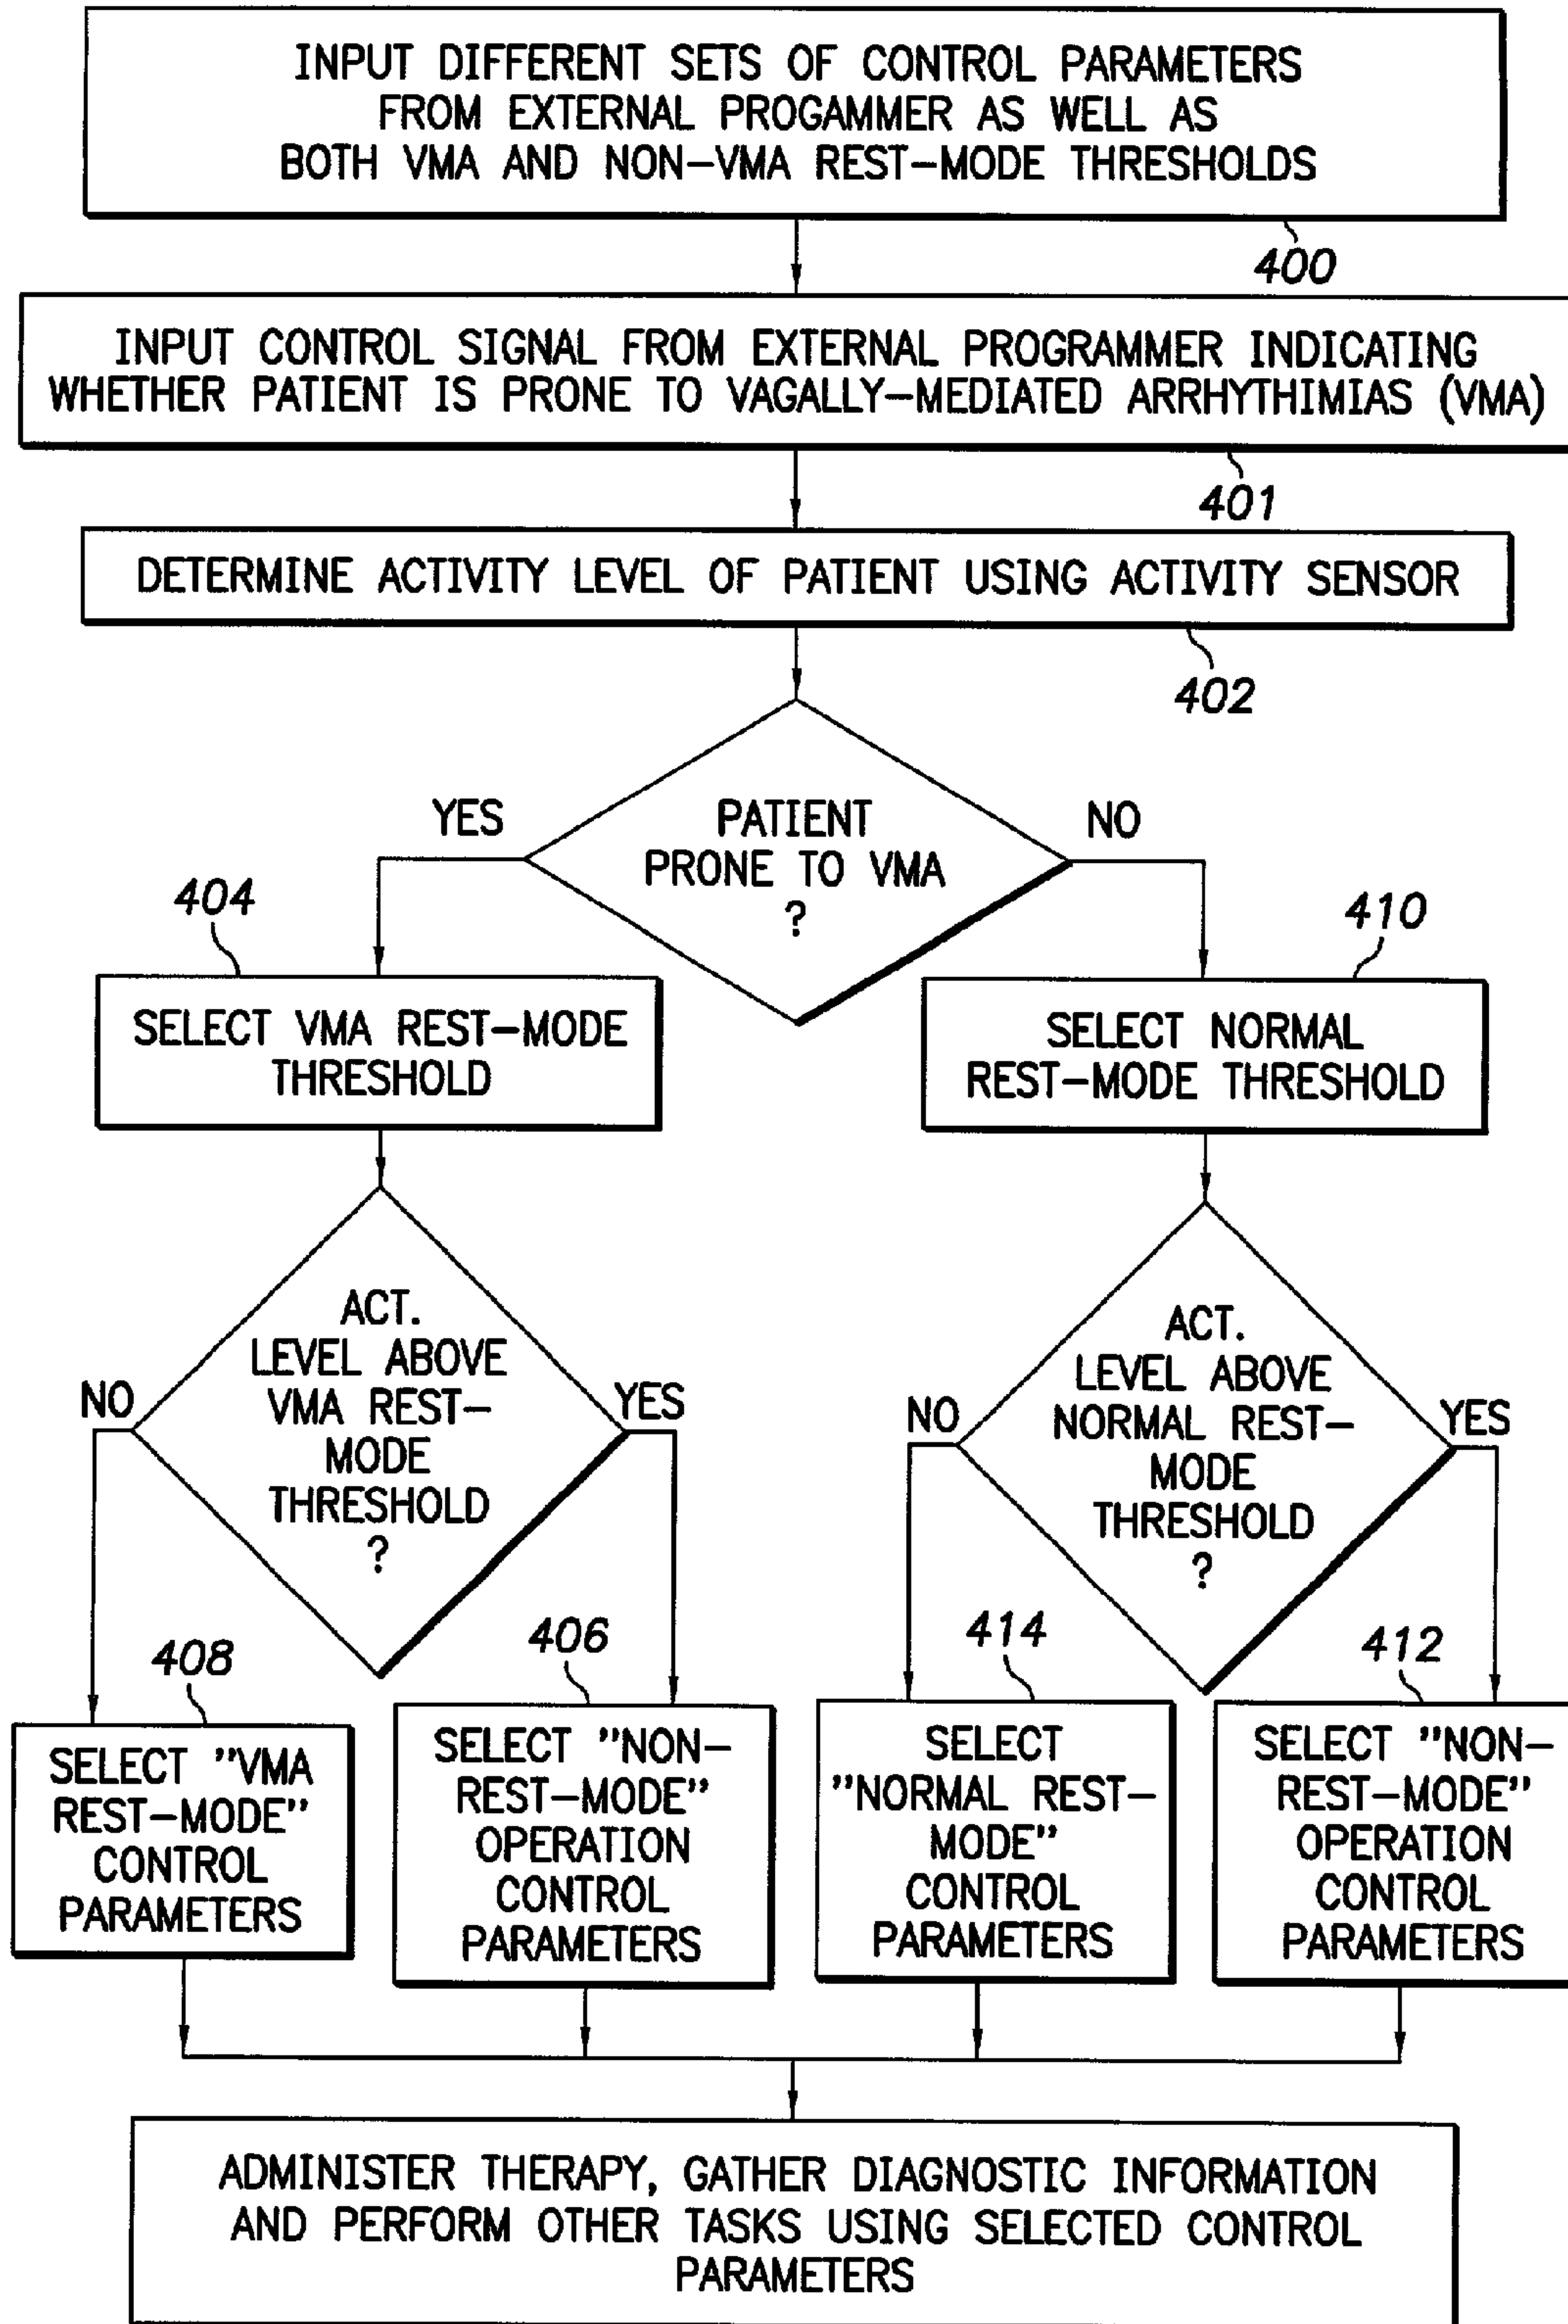 INPUT DIFFERENT SETS OF CONTROL PARAMETERS
FROM EXTERNAL PROGAMMER AS WELL AS
BOTH VMA AND NON-VMA REST-MODE THRESHOLDS
400
INPUT CONTROL SIGNAL FROM EXTERNAL PROGRAMMER INDICATING
WHETHER PATIENT IS PRONE TO VAGALLY-MEDIATED ARRHYTHIMIAS (VMA)
401
DETERMINE ACTIVITY LEVEL OF PATIENT USING ACTIVITY SENSOR
402
YES
PATIENT
PRONE TO VMA
?
NO
404
SELECT VMA REST-MODE
THRESHOLD
410
SELECT NORMAL
REST-MODE THRESHOLD
ACT.
LEVEL ABOVE
VMA REST-
MODE
THRESHOLD
?
NO
YES
ACT.
LEVEL ABOVE
NORMAL REST-
MODE
THRESHOLD
?
NO
YES
408
SELECT "VMA
REST-MODE"
CONTROL
PARAMETERS
406
SELECT "NON-
REST-MODE"
OPERATION
CONTROL
PARAMETERS
414
SELECT
"NORMAL REST-
MODE"
CONTROL
PARAMETERS
412
SELECT "NON-
REST-MODE"
OPERATION
CONTROL
PARAMETERS
ADMINISTER THERAPY, GATHER DIAGNOSTIC INFORMATION
AND PERFORM OTHER TASKS USING SELECTED CONTROL
PARAMETERS